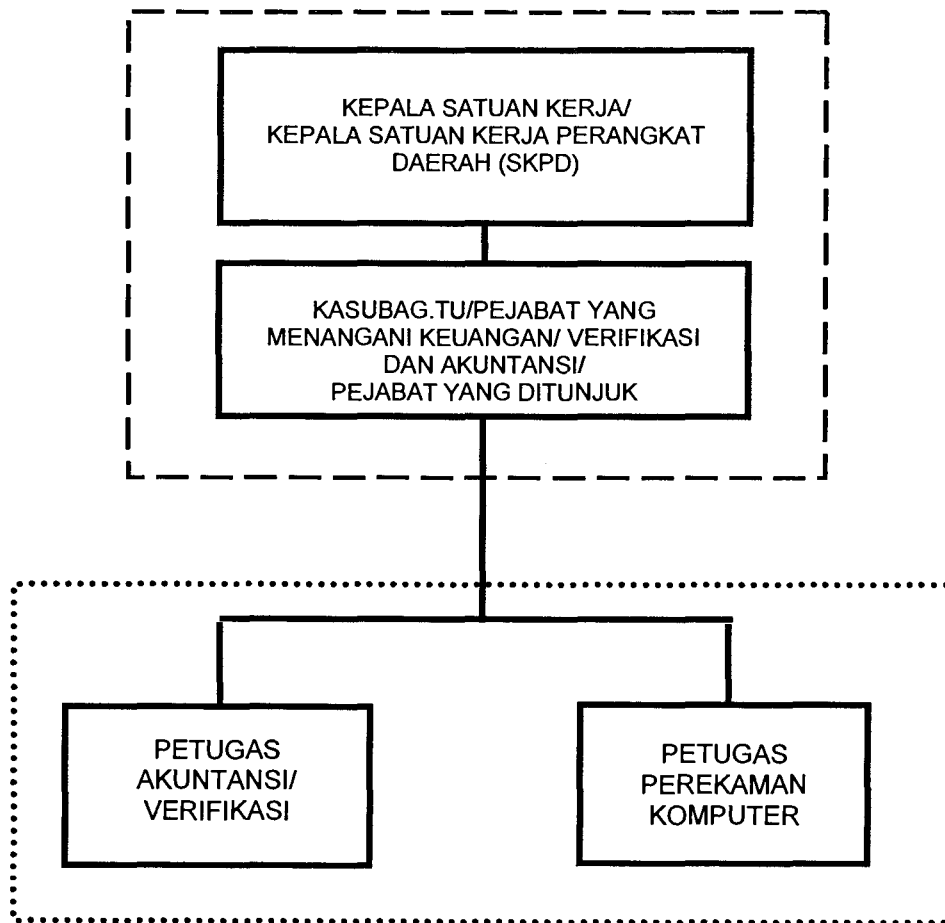 KEPALA SATUAN KERJA/
KEPALA SATUAN KERJA PERANGKAT
DAERAH (SKPD)
KASUBAG.TU/PEJABAT YANG
MENANGANI KEUANGAN/ VERIFIKASI
DAN AKUNTANSI/
PEJABAT YANG DITUNJUK
PETUGAS
AKUNTANSI/
VERIFIKASI
PETUGAS
PEREKAMAN
KOMPUTER